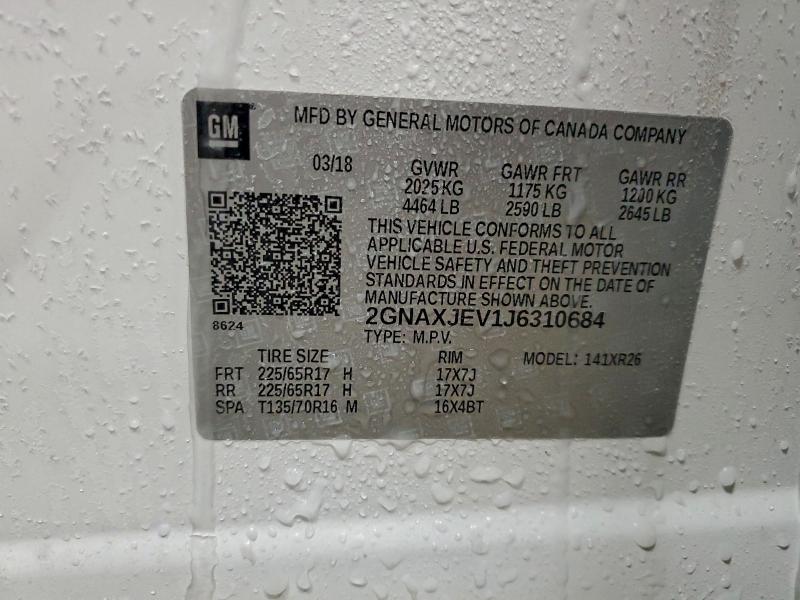 GM
MFD BY GENERAL MOTORS OF CANADA COMPANY
03/18 GVWR GAWR FRT GAWR RR
2025 KG 1175 KG 1200 KG
4464 LB 2590 LB 2645 LB
THIS VEHICLE CONFORMS TO ALL
APPLICABLE U.S. FEDERAL MOTOR
VEHICLE SAFETY AND THEFT PREVENTION
STANDARDS IN EFFECT ON THE DATE OF
MANUFACTURE SHOWN ABOVE.
8624 2GNAXJEV1J6310684
TYPE: M.P.V.
TIRE SIZE RIM MODEL: 141XR26
FRT 225/65R17 H 17X7J
RR 225/65R17 H 17X7J
SPA T135/70R16 M 16X4BT